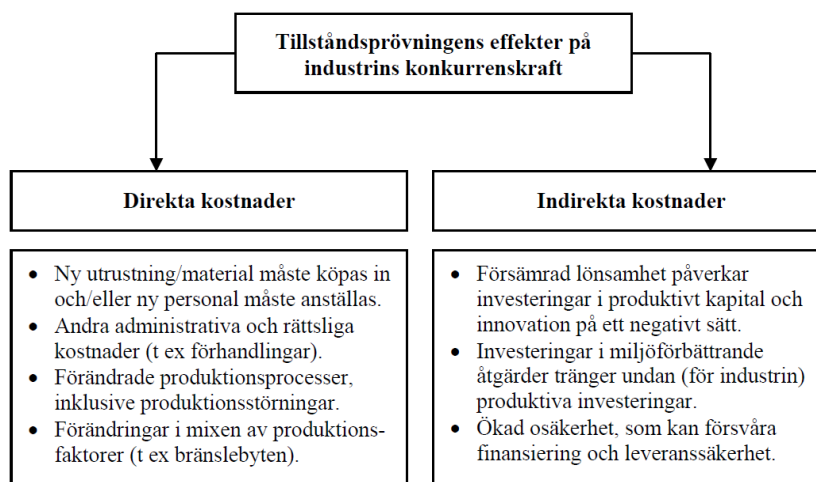 Tillståndsprövningens effekter på
industrins konkurrenskraft
Direkta kostnader
• Ny utrustning/material måste köpas in
och/eller ny personal måste anställas.
• Andra administrativa och rättsliga
kostnader (t ex förhandlingar).
• Förändrade produktionsprocesser,
inklusive produktionsstörningar.
• Förändringar i mixen av produktions-
faktorer (t ex bränslebyten).
Indirekta kostnader
• Försämrad lönsamhet påverkar
investeringar i produktivt kapital och
innovation på ett negativt sätt.
• Investeringar i miljöförbättrande
åtgärder tränger undan (för industrin)
produktiva investeringar.
• Ökad osäkerhet, som kan försvåra
finansiering och leveranssäkerhet.